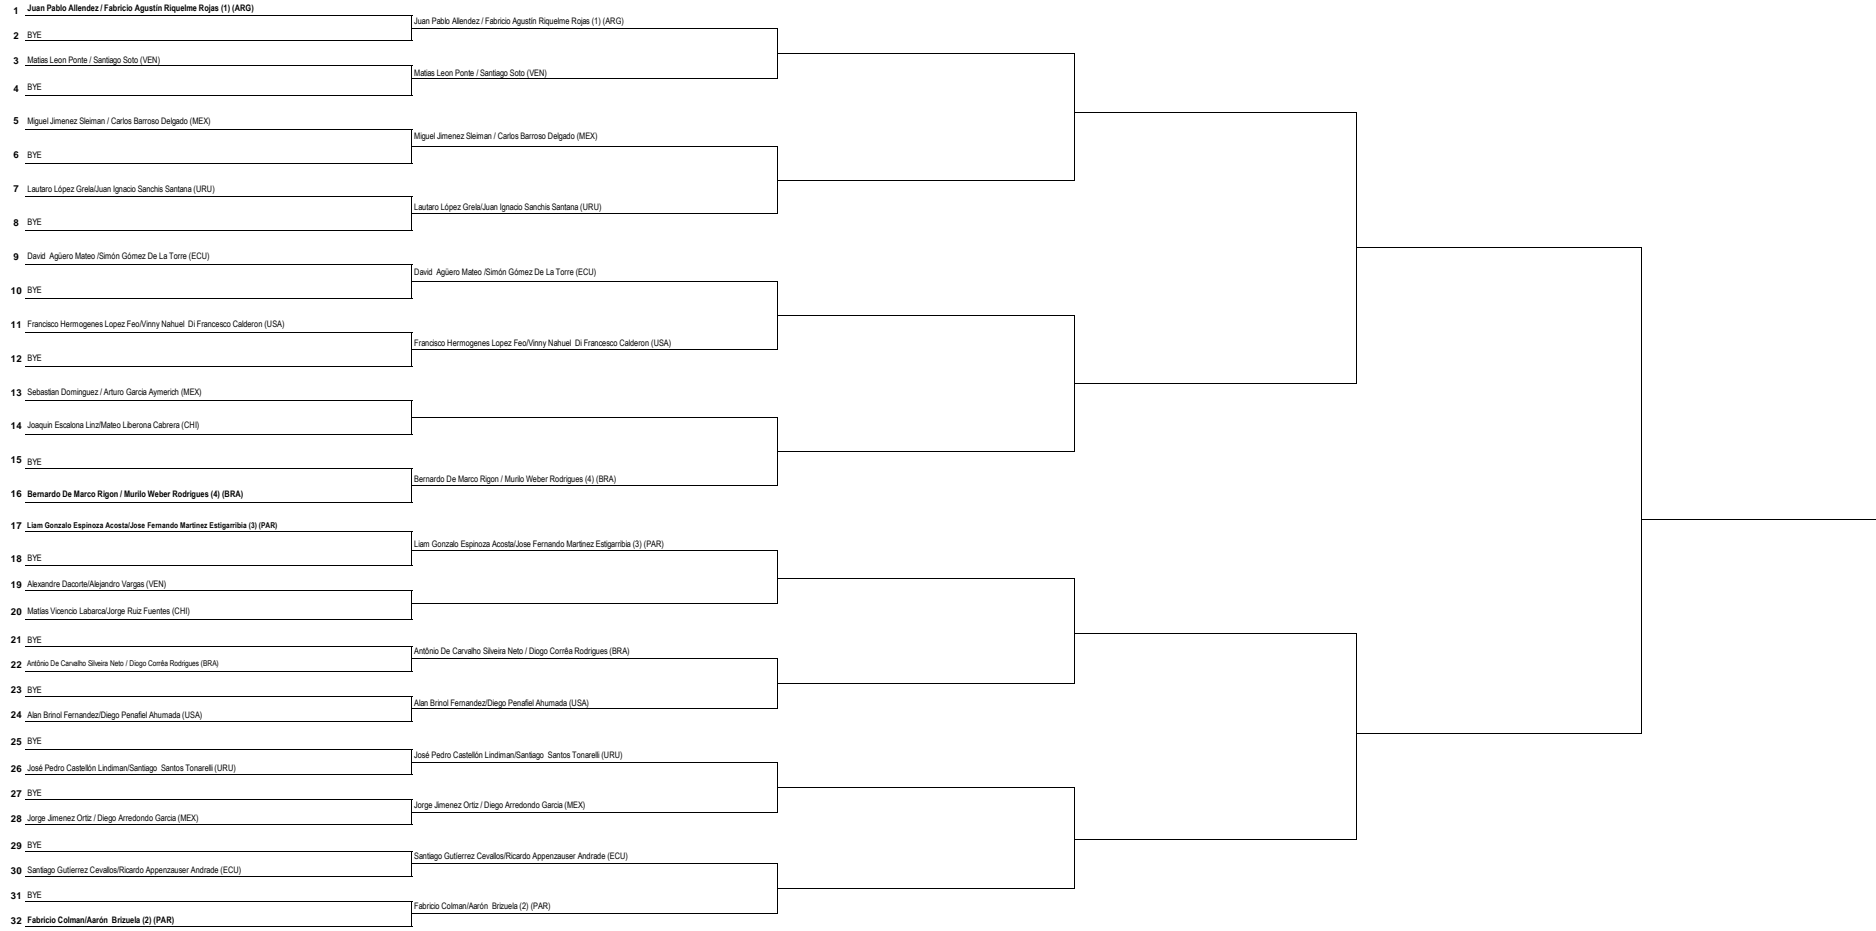 1 Juan Pablo Allendez / Fabricio Agustín Riquelme Rojas (1) (ARG)
Juan Pablo Allendez / Fabricio Agustín Riquelme Rojas (1) (ARG)
2 BYE
3 Matias Leon Ponte / Santiago Soto (VEN)
Matias Leon Ponte / Santiago Soto (VEN)
4 BYE
5 Miguel Jimenez Sleiman / Carlos Barroso Delgado (MEX)
Miguel Jimenez Sleiman / Carlos Barroso Delgado (MEX)
6 BYE
7 Lautaro López Grela/Juan Ignacio Sanchis Santana (URU)
Lautaro López Grela/Juan Ignacio Sanchis Santana (URU)
8 BYE
9 David Agüero Mateo /Simón Gómez De La Torre (ECU)
David Agüero Mateo /Simón Gómez De La Torre (ECU)
10 BYE
11 Francisco Hermogenes Lopez Feo/Vinny Nahuel Di Francesco Calderon (USA)
Francisco Hermogenes Lopez Feo/Vinny Nahuel Di Francesco Calderon (USA)
12 BYE
13 Sebastian Dominguez / Arturo Garcia Aymerich (MEX)
14 Joaquin Escalona Linz/Mateo Liberona Cabrera (CHI)
15 BYE
Bernardo De Marco Rigon / Murilo Weber Rodrigues (4) (BRA)
16 Bernardo De Marco Rigon / Murilo Weber Rodrigues (4) (BRA)
17 Liam Gonzalo Espinoza Acosta/Jose Fernando Martinez Estigarribia (3) (PAR)
Liam Gonzalo Espinoza Acosta/Jose Fernando Martinez Estigarribia (3) (PAR)
18 BYE
19 Alexandre Dacorte/Alejandro Vargas (VEN)
20 Matías Vicencio Labarca/Jorge Ruiz Fuentes (CHI)
21 BYE
Antônio De Carvalho Silveira Neto / Diogo Corrêa Rodrigues (BRA)
22 Antônio De Carvalho Silveira Neto / Diogo Corrêa Rodrigues (BRA)
23 BYE
Alan Brinol Fernandez/Diego Penafiel Ahumada (USA)
24 Alan Brinol Fernandez/Diego Penafiel Ahumada (USA)
25 BYE
José Pedro Castellón Lindiman/Santiago Santos Tonarelli (URU)
26 José Pedro Castellón Lindiman/Santiago Santos Tonarelli (URU)
27 BYE
Jorge Jimenez Ortiz / Diego Arredondo Garcia (MEX)
28 Jorge Jimenez Ortiz / Diego Arredondo Garcia (MEX)
29 BYE
Santiago Gutierrez Cevallos/Ricardo Appenzauser Andrade (ECU)
30 Santiago Gutierrez Cevallos/Ricardo Appenzauser Andrade (ECU)
31 BYE
Fabricio Colman/Aarón Brizuela (2) (PAR)
32 Fabricio Colman/Aarón Brizuela (2) (PAR)